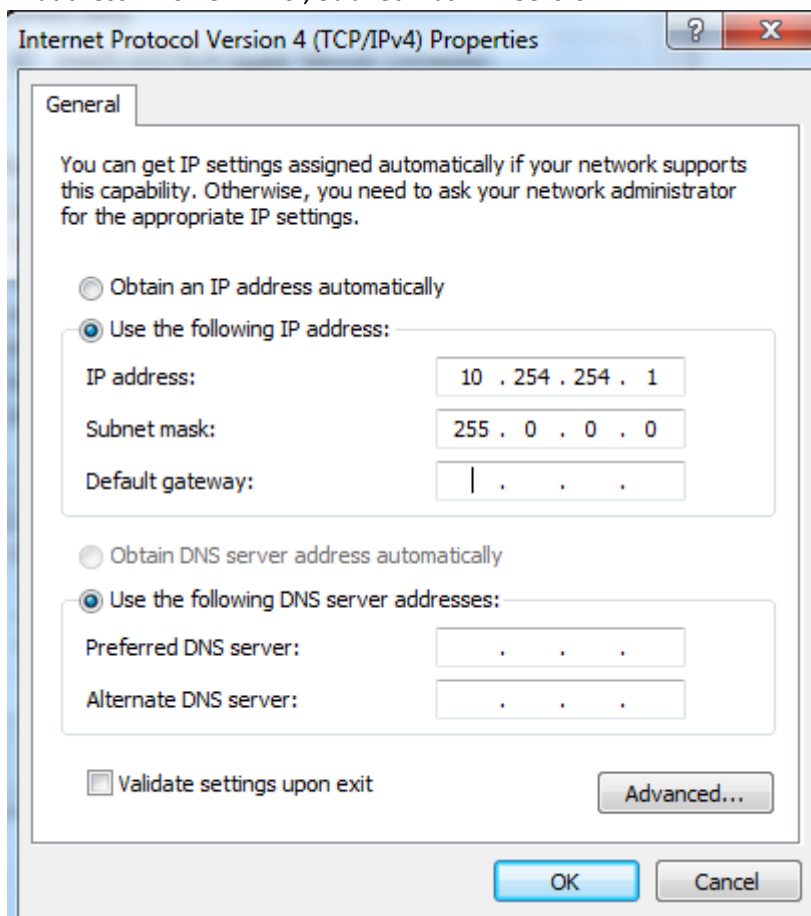 Internet Protocol Version 4 (TCP/IPv4) Properties
? X
General
You can get IP settings assigned automatically if your network supports
this capability. Otherwise, you need to ask your network administrator
for the appropriate IP settings.
Obtain an IP address automatically
Use the following IP address:
IP address: 10 . 254 . 254 . 1
Subnet mask: 255 . 0 . 0 . 0
Default gateway: . . .
Obtain DNS server address automatically
Use the following DNS server addresses:
Preferred DNS server: . . .
Alternate DNS server: . . .
Validate settings upon exit
Advanced...
OK Cancel